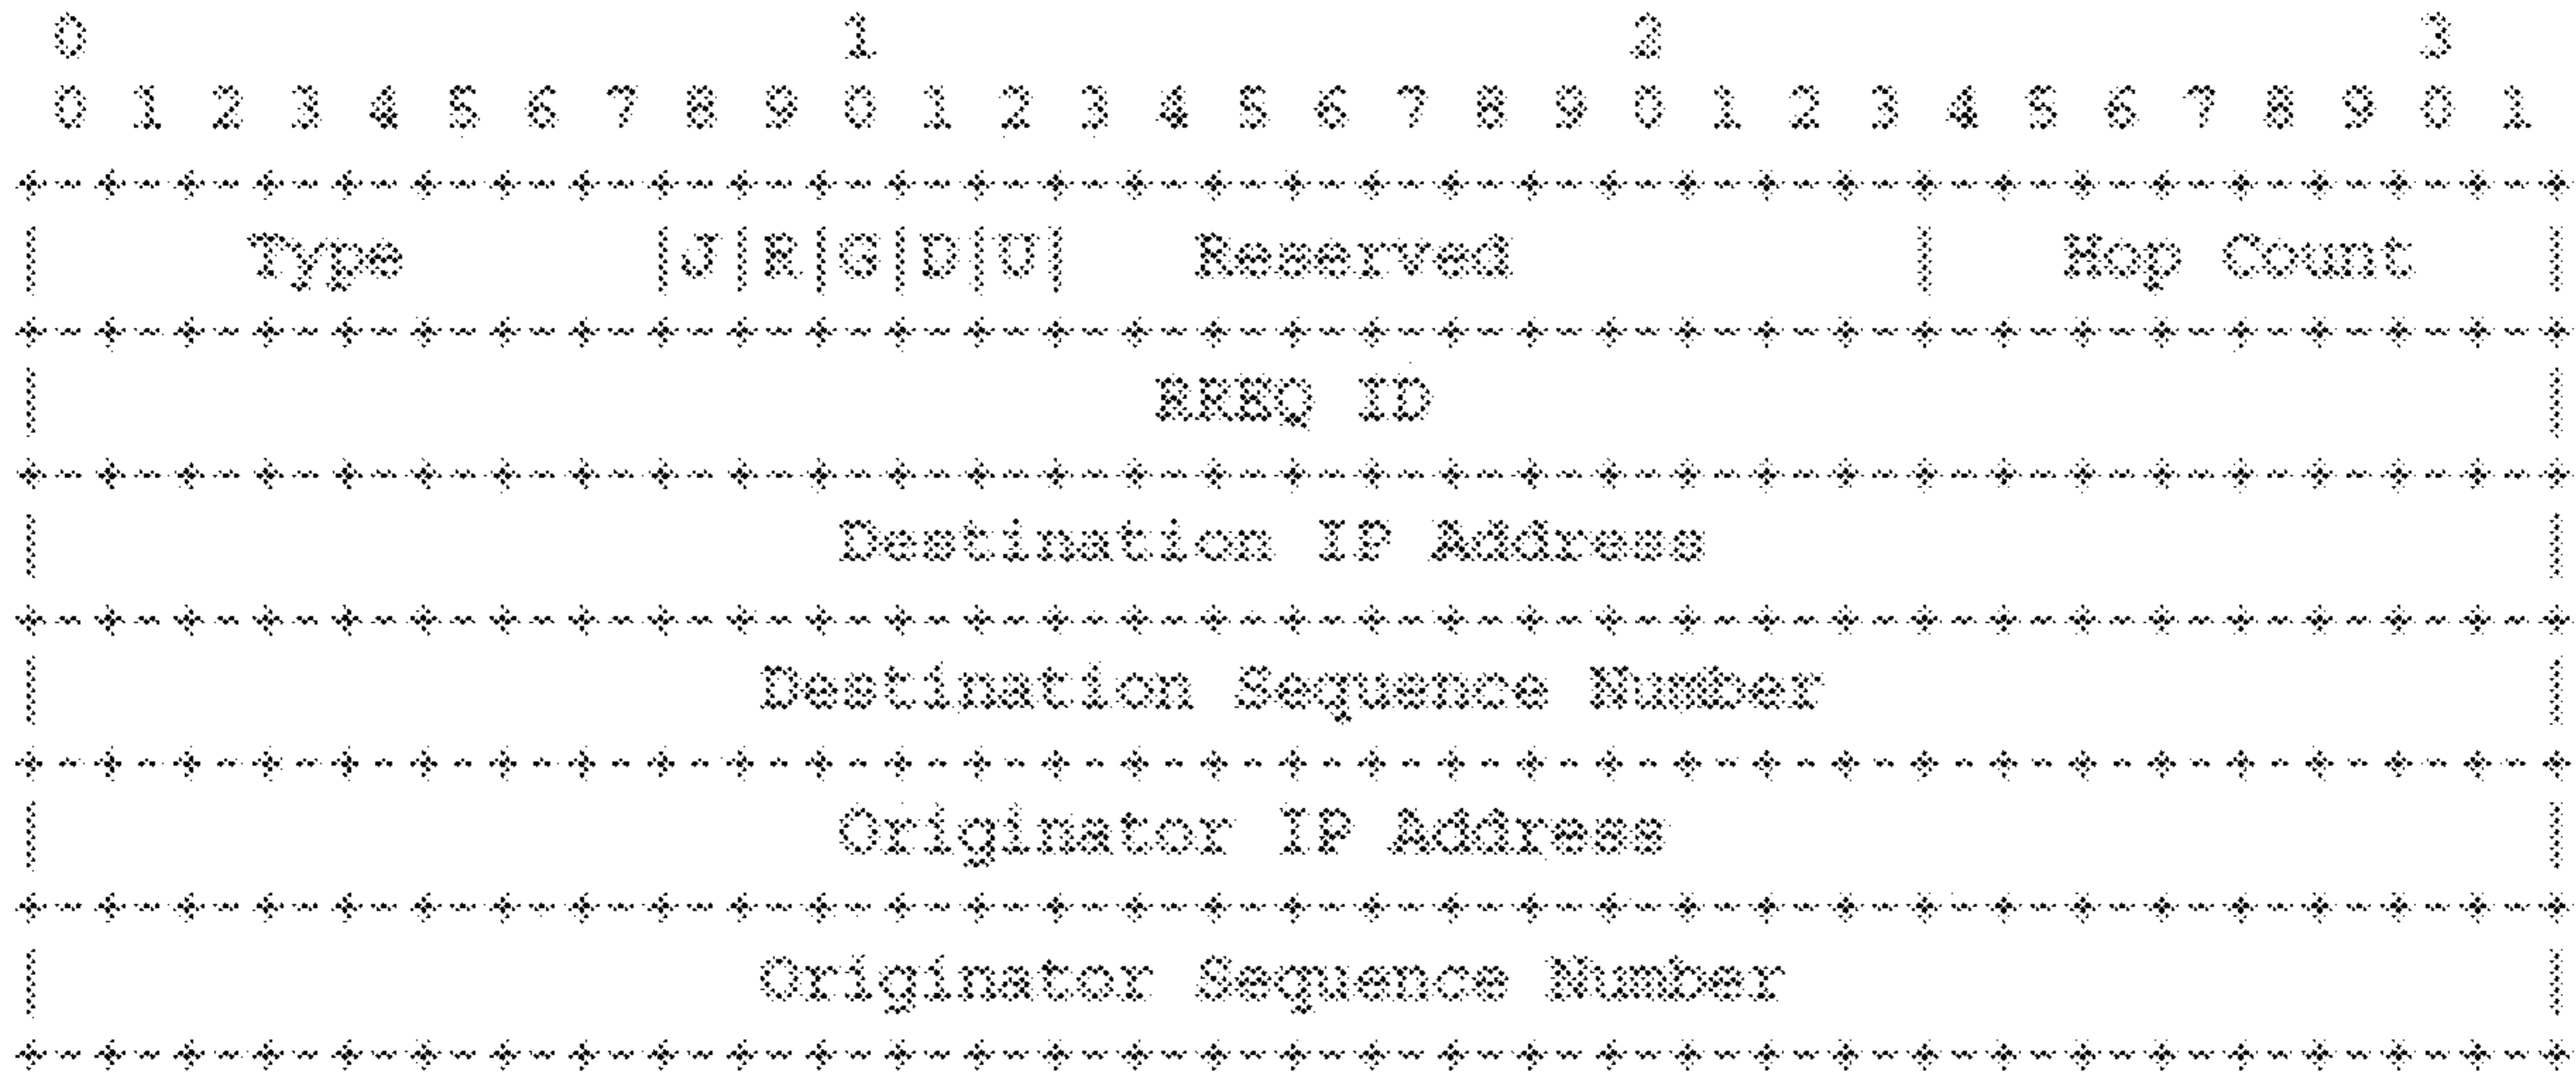 0                   1                   2                   3
0 1 2 3 4 5 6 7 8 9 0 1 2 3 4 5 6 7 8 9 0 1 2 3 4 5 6 7 8 9 0 1
+-+-+-+-+-+-+-+-+-+-+-+-+-+-+-+-+-+-+-+-+-+-+-+-+-+-+-+-+-+-+-+-+
|     Type      |J|R|G|D|U|   Reserved          |   Hop Count   |
+-+-+-+-+-+-+-+-+-+-+-+-+-+-+-+-+-+-+-+-+-+-+-+-+-+-+-+-+-+-+-+-+
|                            RREQ ID                            |
+-+-+-+-+-+-+-+-+-+-+-+-+-+-+-+-+-+-+-+-+-+-+-+-+-+-+-+-+-+-+-+-+
|                    Destination IP Address                     |
+-+-+-+-+-+-+-+-+-+-+-+-+-+-+-+-+-+-+-+-+-+-+-+-+-+-+-+-+-+-+-+-+
|                  Destination Sequence Number                  |
+-+-+-+-+-+-+-+-+-+-+-+-+-+-+-+-+-+-+-+-+-+-+-+-+-+-+-+-+-+-+-+-+
|                    Originator IP Address                      |
+-+-+-+-+-+-+-+-+-+-+-+-+-+-+-+-+-+-+-+-+-+-+-+-+-+-+-+-+-+-+-+-+
|                  Originator Sequence Number                   |
+-+-+-+-+-+-+-+-+-+-+-+-+-+-+-+-+-+-+-+-+-+-+-+-+-+-+-+-+-+-+-+-+